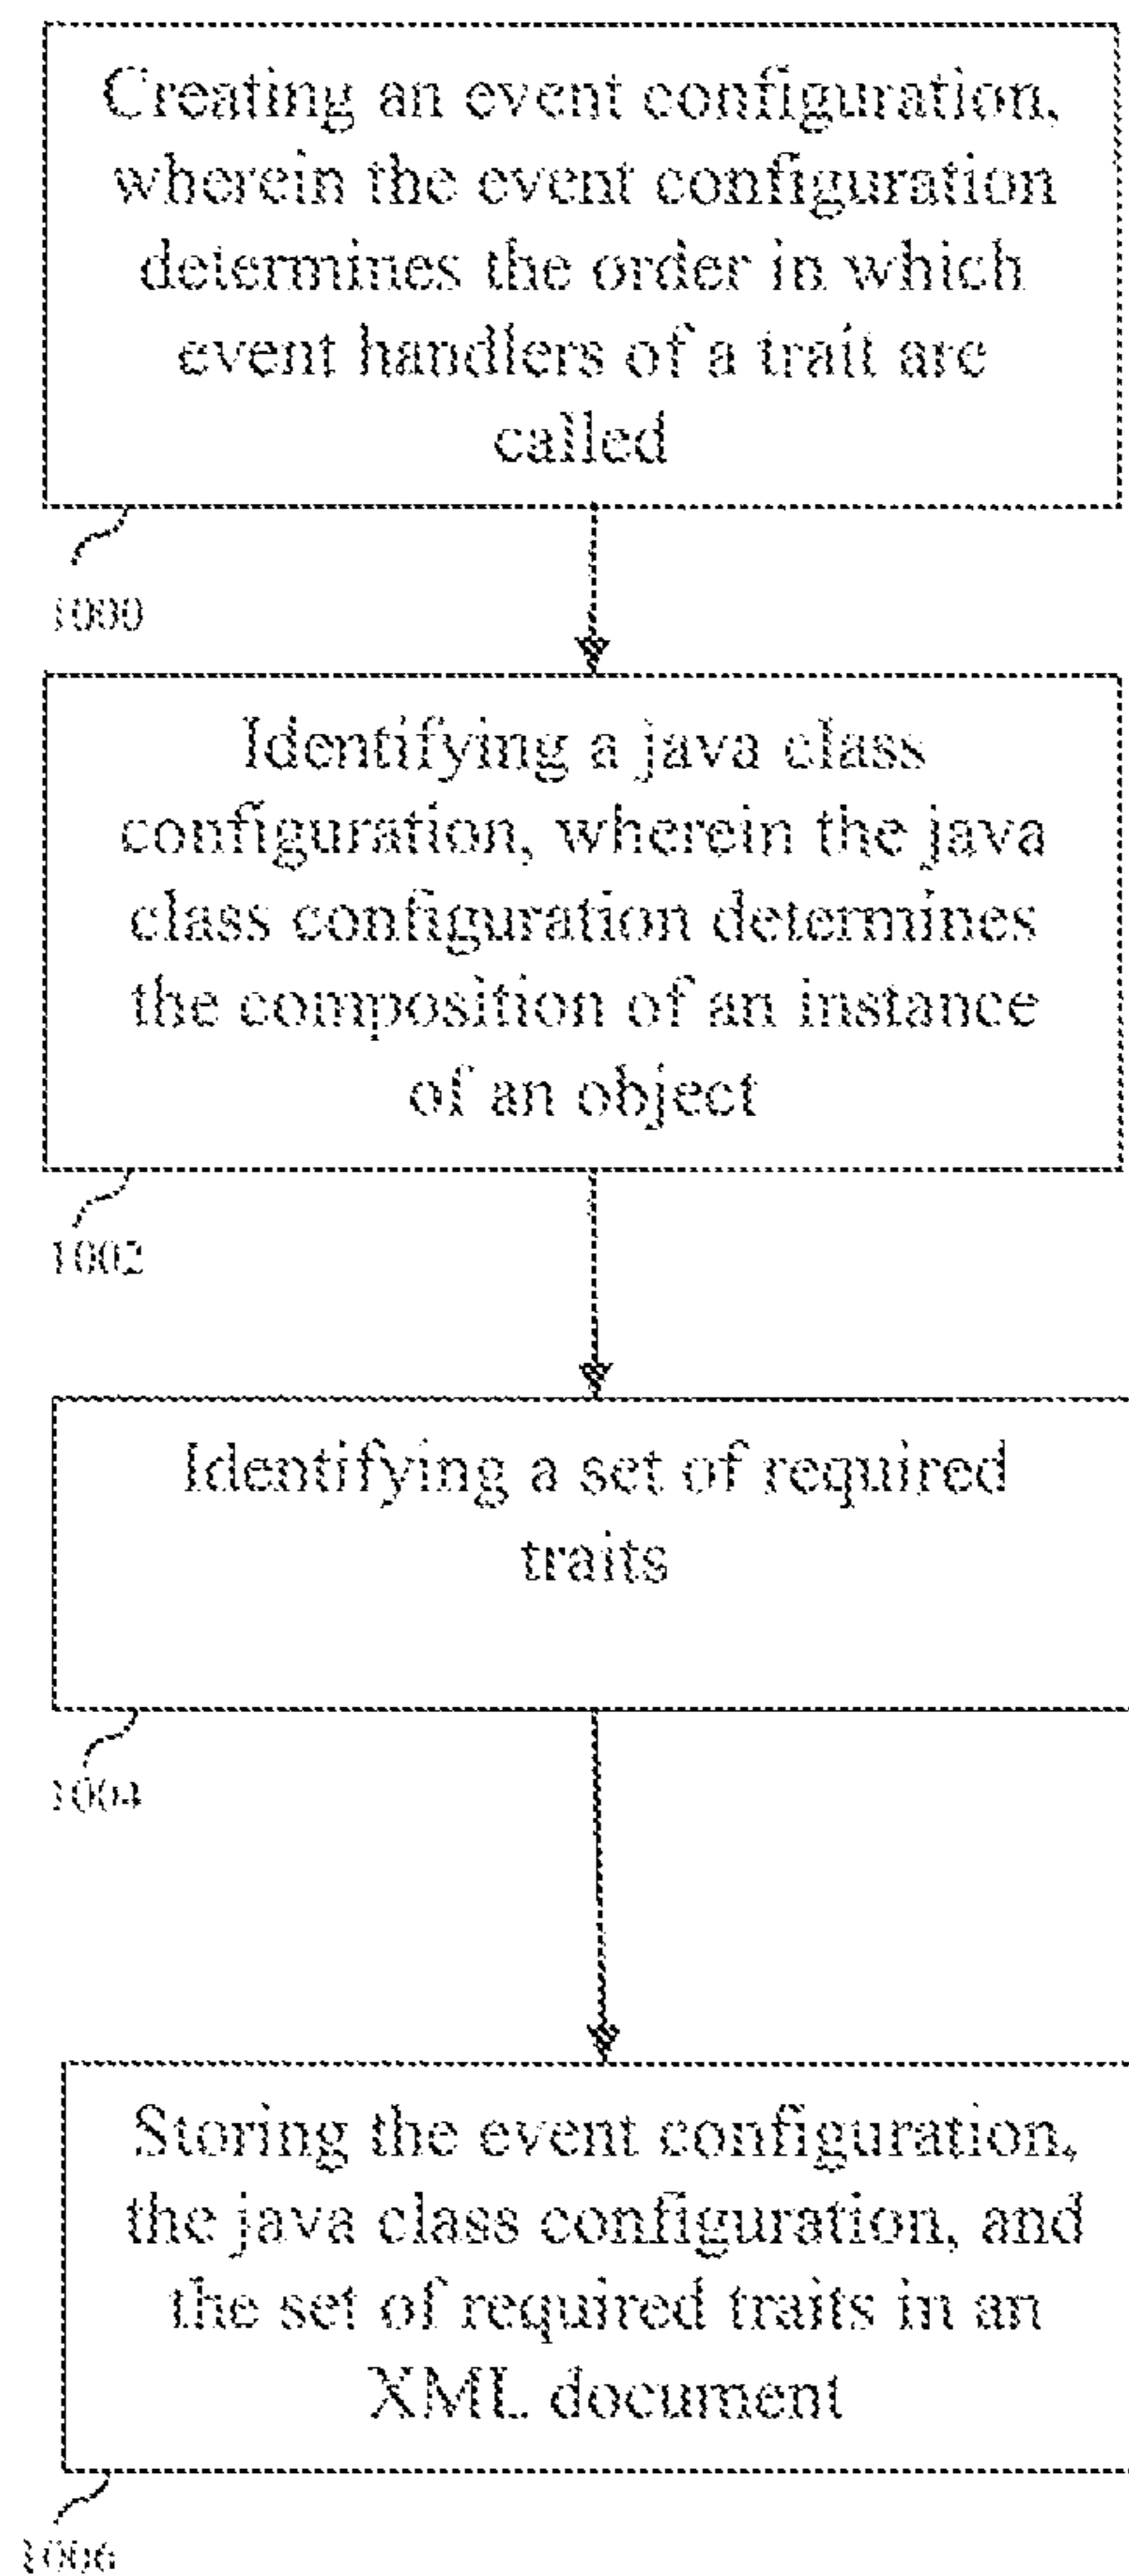 Creating an event configuration,
wherein the event configuration
determines the order in which
event handlers of a trait are
called
1000
Identifying a java class
configuration, wherein the java
class configuration determines
the composition of an instance
of an object
1002
Identifying a set of required
traits
1004
Storing the event configuration,
the java class configuration, and
the set of required traits in an
XML document
1006